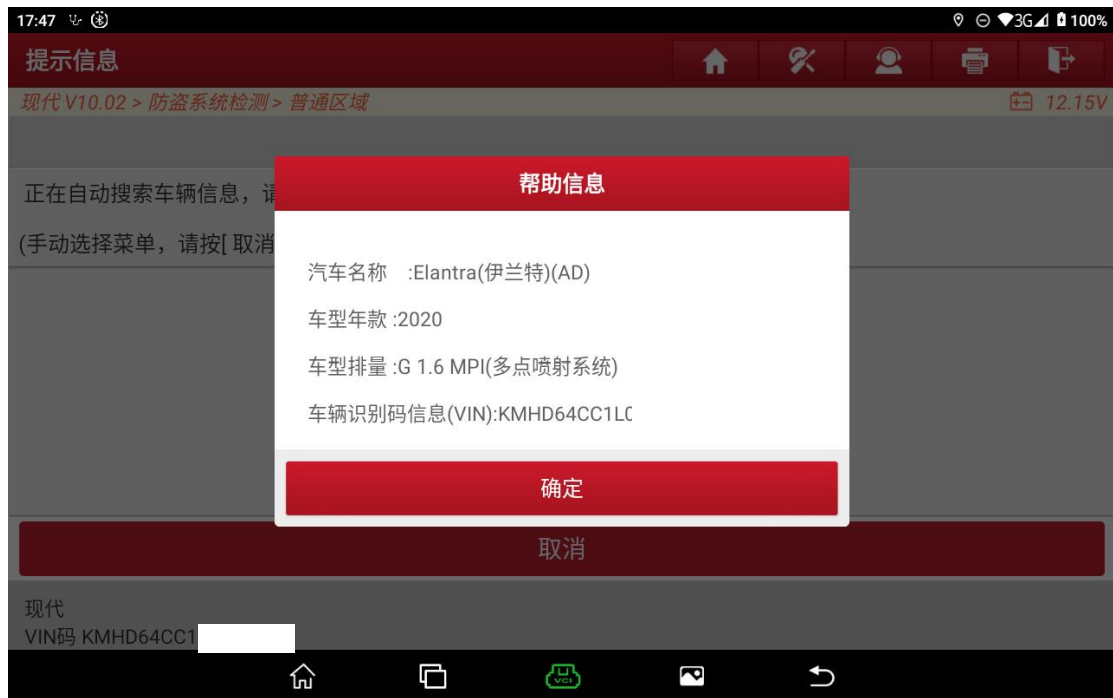 17:47 3G 100%
提示信息
现代 V10.02 > 防盗系统检测 > 普通区域 12.15V
正在自动搜索车辆信息，请
(手动选择菜单，请按[ 取消
帮助信息
汽车名称 :Elantra(伊兰特)(AD)
车型年款 :2020
车型排量 :G 1.6 MPI(多点喷射系统)
车辆识别码信息(VIN):KMHD64CC1L
确定
取消
现代
VIN码 KMHD64CC1
VCI